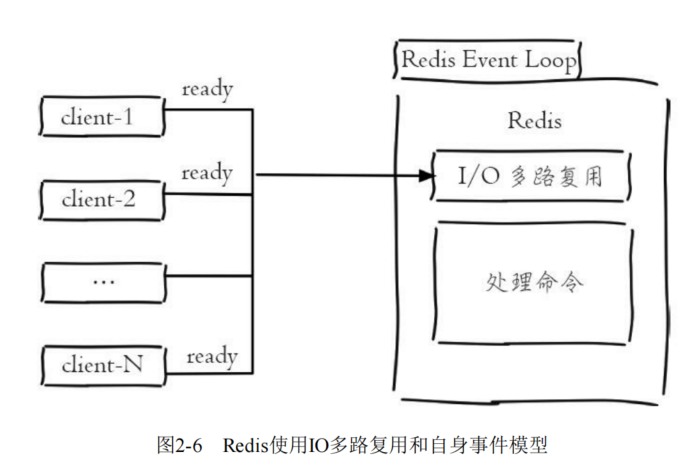 Redis Event Loop
ready
client-1
Redis
ready
I/O 多路复用
client-2
...
处理命令
ready
client-N
图2-6 Redis使用IO多路复用和自身事件模型